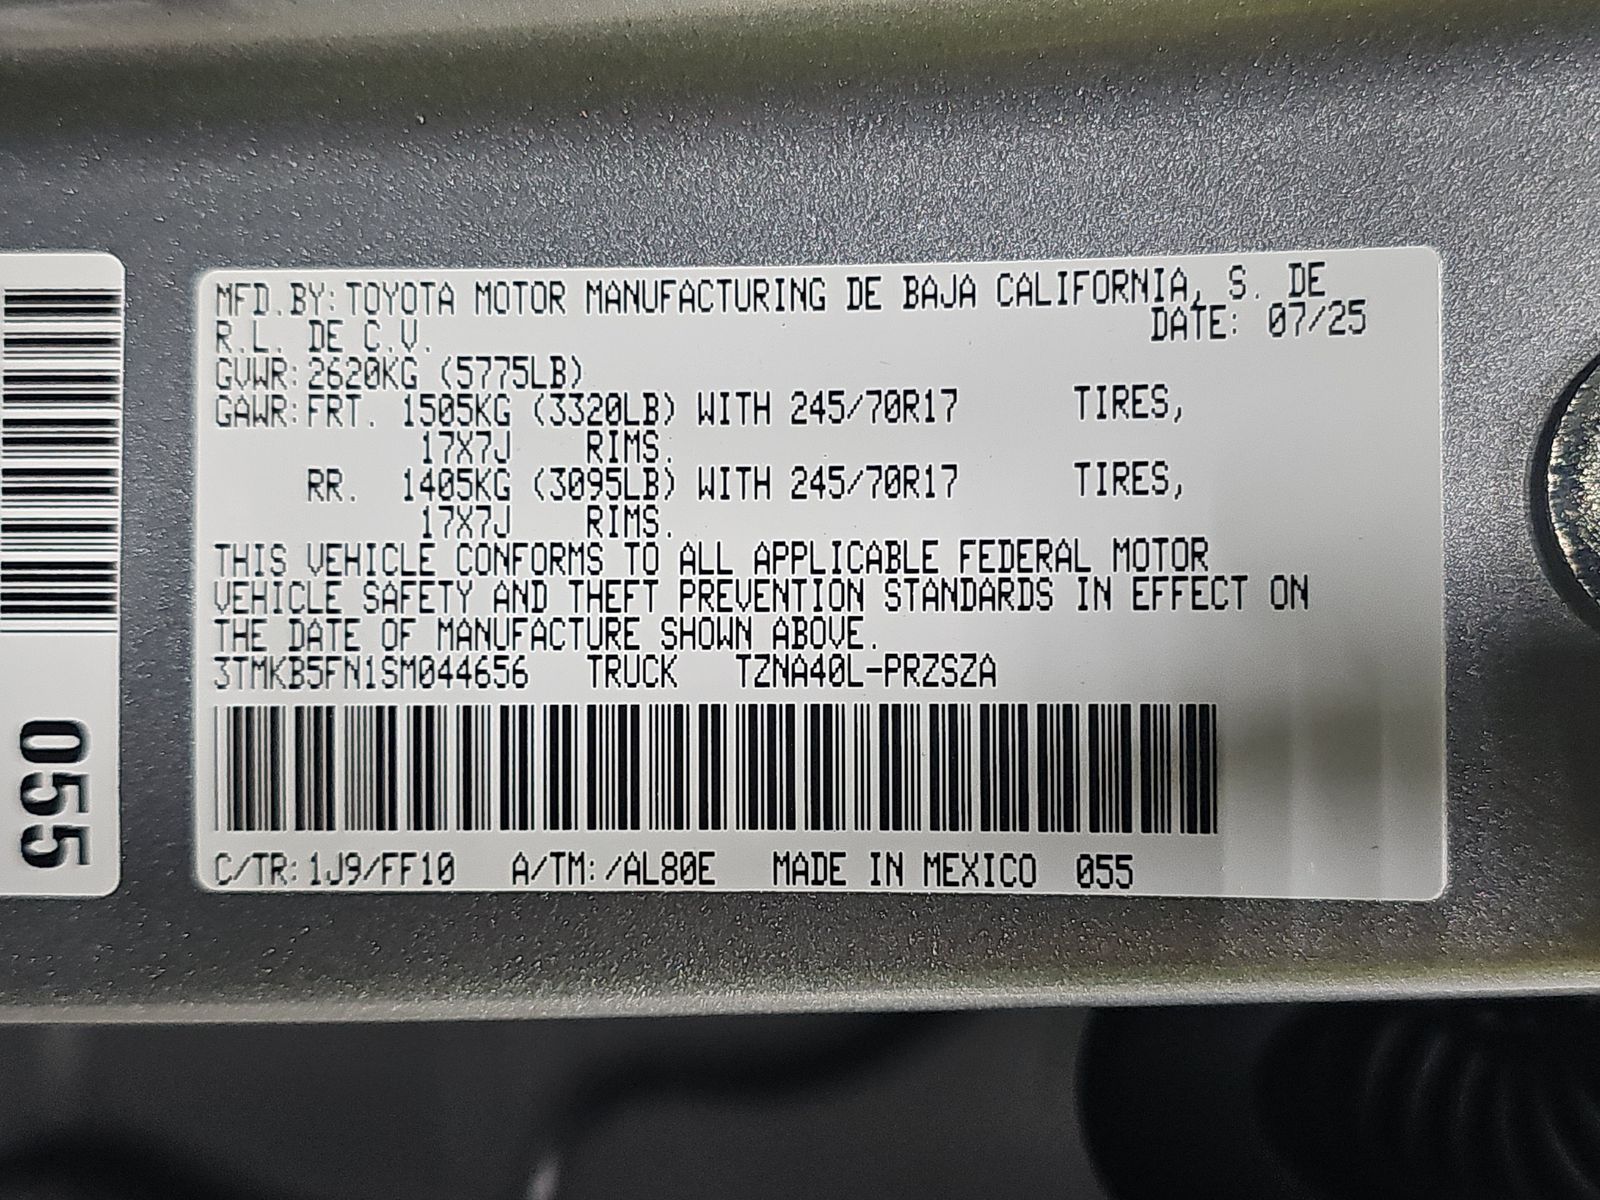 MFD.BY:TOYOTA MOTOR MANUFACTURING DE BAJA CALIFORNIA, S. DE
R.L. DE C.V. DATE: 07/25
GVWR:2620KG (5775LB)
GAWR:FRT. 1505KG (3320LB) WITH 245/70R17 TIRES,
17X7J RIMS.
RR. 1405KG (3095LB) WITH 245/70R17 TIRES,
17X7J RIMS.
THIS VEHICLE CONFORMS TO ALL APPLICABLE FEDERAL MOTOR
VEHICLE SAFETY AND THEFT PREVENTION STANDARDS IN EFFECT ON
THE DATE OF MANUFACTURE SHOWN ABOVE.
3TMKB5FN1SM044656 TRUCK TZNA40L-PRZSZA
C/TR:1J9/FF10 A/TM:/AL80E MADE IN MEXICO 055
055